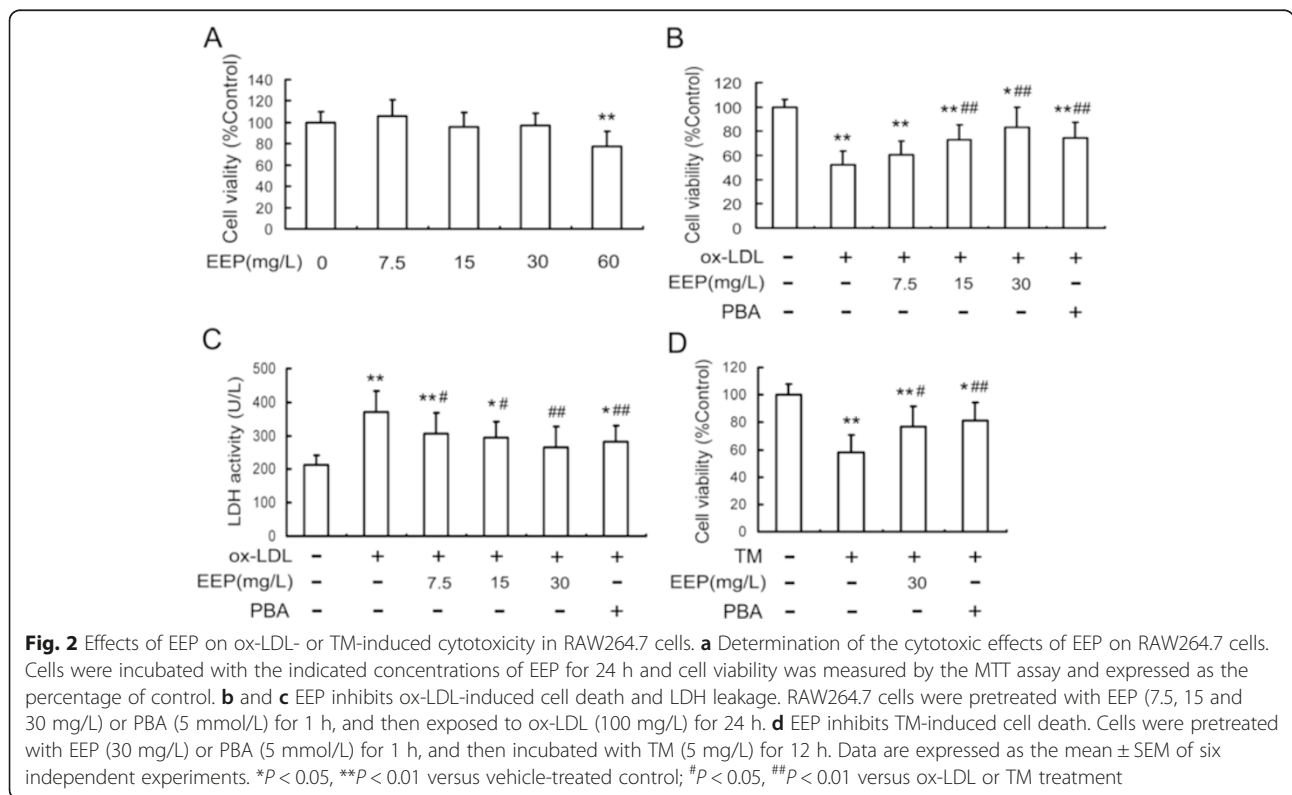 A
Cell viality (%Control)
140
120
100
80
60
40
20
0
**
EEP(mg/L) 0 7.5 15 30 60
B
Cell viability (%Control)
120
100
80
60
40
20
0
** ** **## *## **##
ox-LDL – + + + + +
EEP(mg/L) – – 7.5 15 30 –
PBA – – – – – +
C
LDH activity (U/L)
500
400
300
200
100
0
** **# *# ## *##
ox-LDL – + + + + +
EEP(mg/L) – – 7.5 15 30 –
PBA – – – – – +
D
Cell viability (%Control)
120
100
80
60
40
20
0
** **# *##
TM – + + +
EEP(mg/L) – – 30 –
PBA – – – +
Fig. 2 Effects of EEP on ox-LDL- or TM-induced cytotoxicity in RAW264.7 cells. a Determination of the cytotoxic effects of EEP on RAW264.7 cells.
Cells were incubated with the indicated concentrations of EEP for 24 h and cell viability was measured by the MTT assay and expressed as the
percentage of control. b and c EEP inhibits ox-LDL-induced cell death and LDH leakage. RAW264.7 cells were pretreated with EEP (7.5, 15 and
30 mg/L) or PBA (5 mmol/L) for 1 h, and then exposed to ox-LDL (100 mg/L) for 24 h. d EEP inhibits TM-induced cell death. Cells were pretreated
with EEP (30 mg/L) or PBA (5 mmol/L) for 1 h, and then incubated with TM (5 mg/L) for 12 h. Data are expressed as the mean ± SEM of six
independent experiments. *P < 0.05, **P < 0.01 versus vehicle-treated control; #P < 0.05, ##P < 0.01 versus ox-LDL or TM treatment